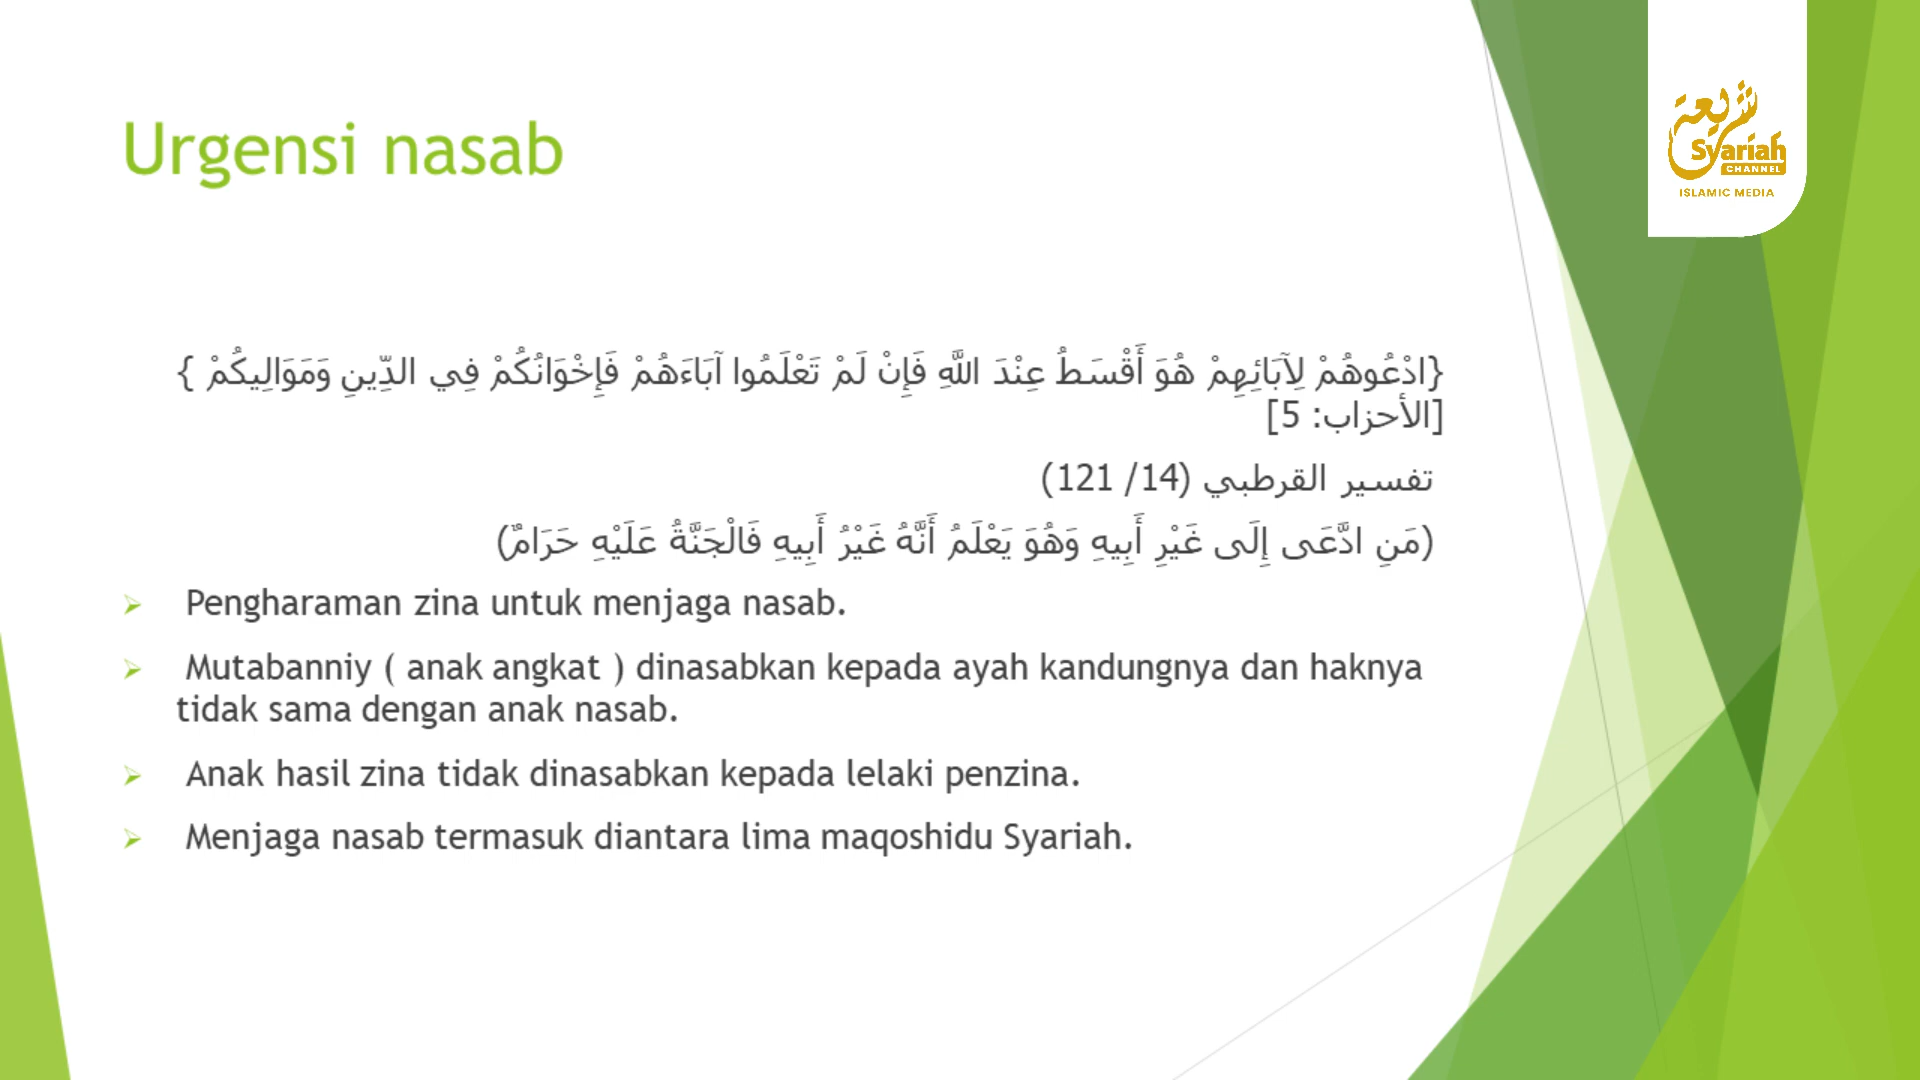 Urgensi nasab
شريعة
Syariah
CHANNEL
ISLAMIC MEDIA
{ادْعُوهُمْ لِآبَائِهِمْ هُوَ أَقْسَطُ عِنْدَ اللَّهِ فَإِنْ لَمْ تَعْلَمُوا آبَاءَهُمْ فَإِخْوَانُكُمْ فِي الدِّينِ وَمَوَالِيكُمْ }
[الأحزاب: 5]
تفسير القرطبي (14/ 121)
(مَنِ ادَّعَى إِلَى غَيْرِ أَبِيهِ وَهُوَ يَعْلَمُ أَنَّهُ غَيْرُ أَبِيهِ فَالْجَنَّةُ عَلَيْهِ حَرَامٌ)
➢ Pengharaman zina untuk menjaga nasab.
➢ Mutabanniy ( anak angkat ) dinasabkan kepada ayah kandungnya dan haknya
tidak sama dengan anak nasab.
➢ Anak hasil zina tidak dinasabkan kepada lelaki penzina.
➢ Menjaga nasab termasuk diantara lima maqoshidu Syariah.